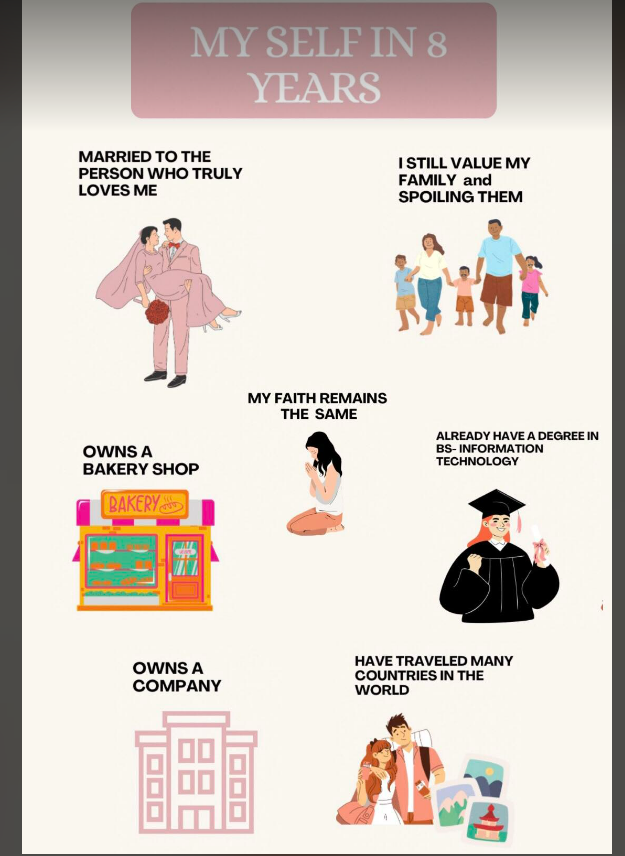 MY SELF IN 8
YEARS
MARRIED TO THE
PERSON WHO TRULY
LOVES ME
I STILL VALUE MY
FAMILY and
SPOILING THEM
MY FAITH REMAINS
THE SAME
OWNS A
BAKERY SHOP
BAKERY
ALREADY HAVE A DEGREE IN
BS- INFORMATION
TECHNOLOGY
OWNS A
COMPANY
HAVE TRAVELED MANY
COUNTRIES IN THE
WORLD